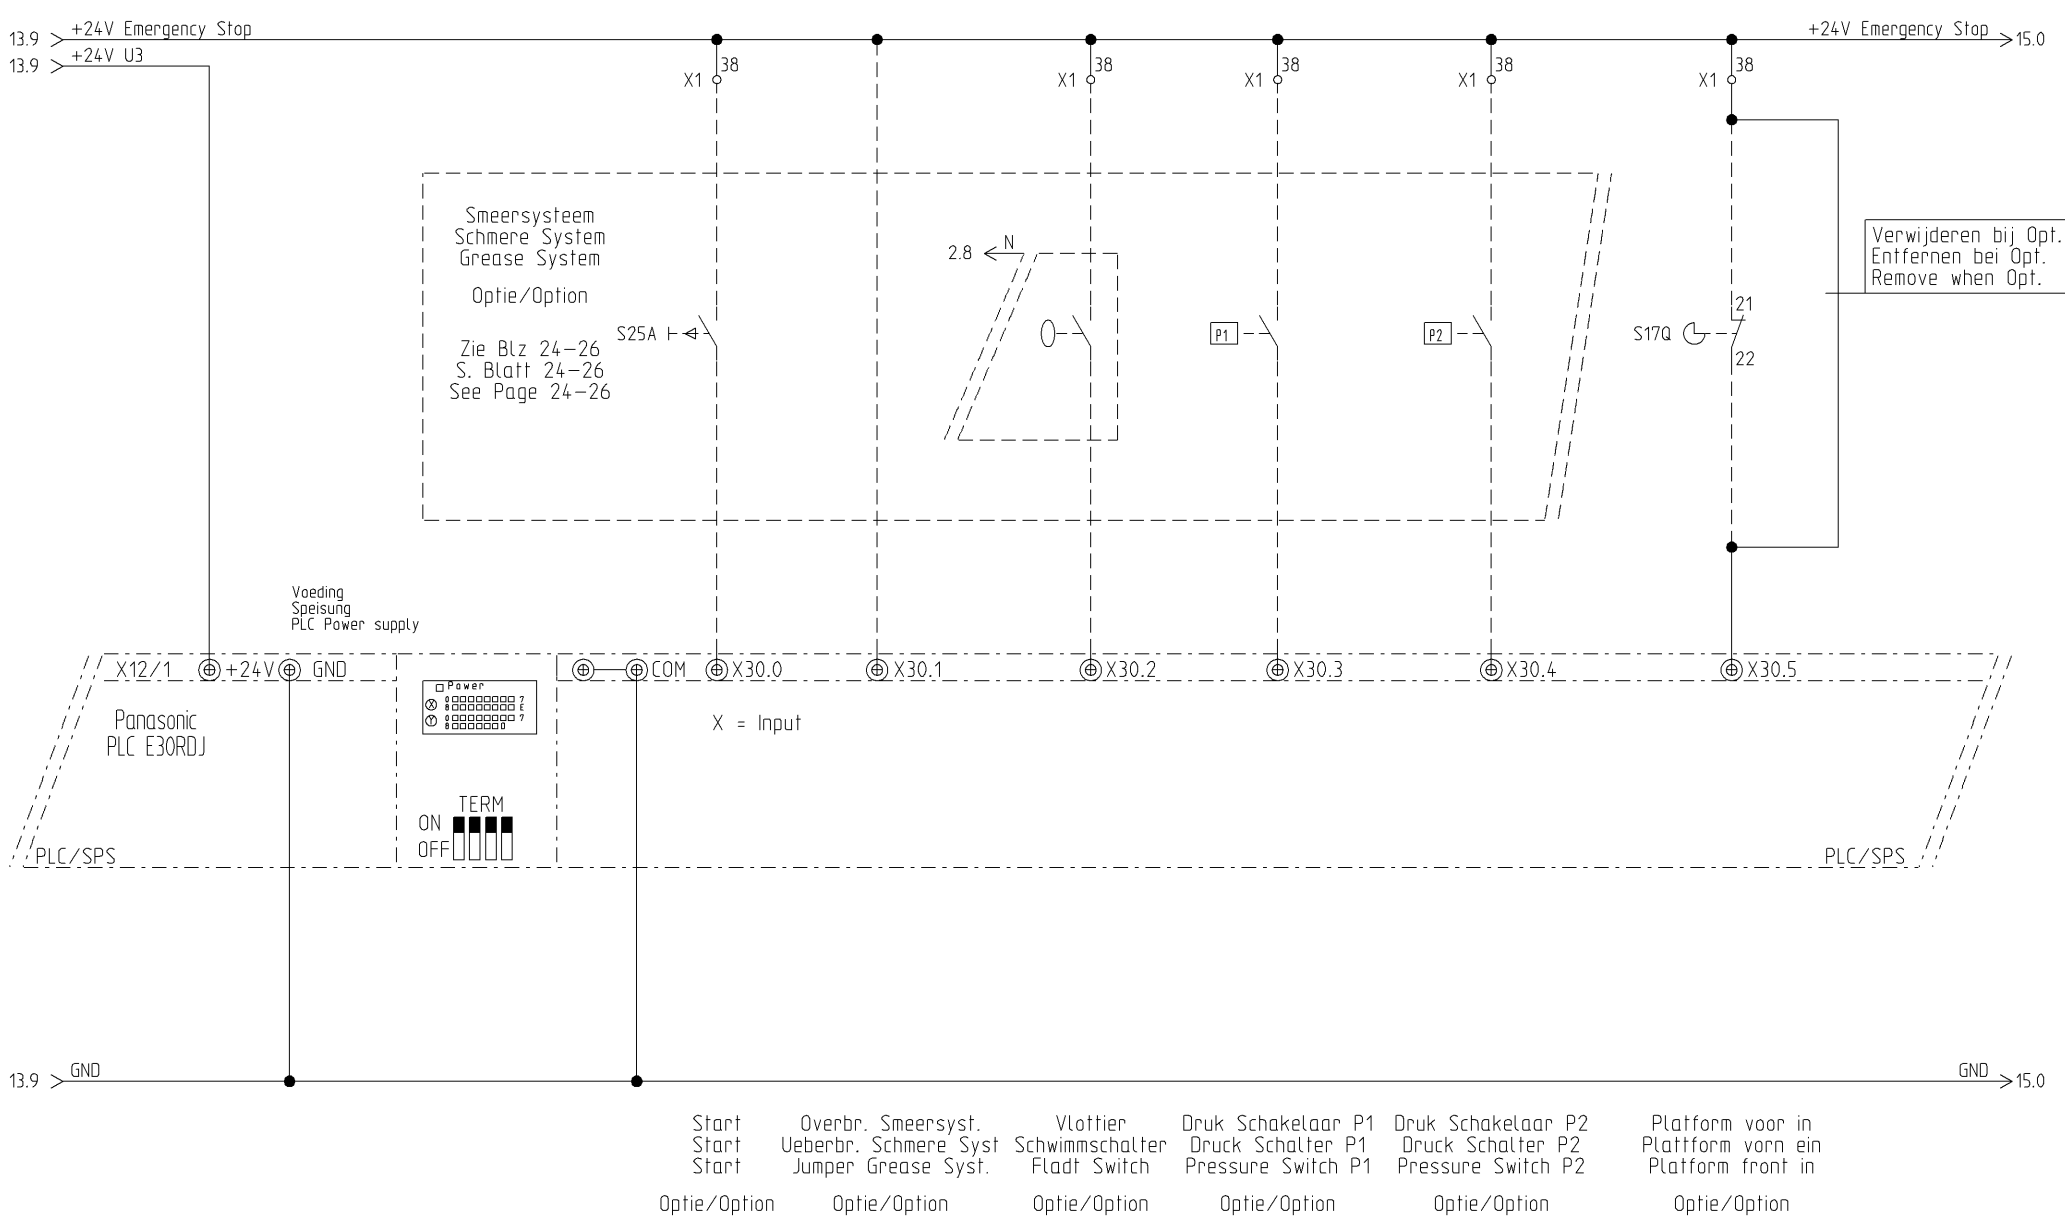 13.9 +24V Emergency Stop
+24V Emergency Stop 15.0
13.9 +24V U3
38
X1
38
X1
38
X1
38
X1
38
X1
Smeersysteem
Schmere System
Grease System
Optie/Option
Zie Blz 24-26
S. Blatt 24-26
See Page 24-26
S25A
2.8 N
P1
P2
S17Q
21
22
Verwijderen bij Opt.
Entfernen bei Opt.
Remove when Opt.
Voeding
Speisung
PLC Power supply
X12/1 +24V GND COM X30.0 X30.1 X30.2 X30.3 X30.4 X30.5
Panasonic
PLC E30RDJ
Power
X 0 7
8 E
Y 0 7
8 D
X = Input
TERM
ON
OFF
PLC/SPS
PLC/SPS
13.9 GND
GND 15.0
Start
Start
Start
Optie/Option
Overbr. Smeersyst.
Ueberbr. Schmere Syst
Jumper Grease Syst.
Optie/Option
Vlottier
Schwimmschalter
Fladt Switch
Optie/Option
Druk Schakelaar P1
Druck Schalter P1
Pressure Switch P1
Optie/Option
Druk Schakelaar P2
Druck Schalter P2
Pressure Switch P2
Optie/Option
Platform voor in
Plattform vorn ein
Platform front in
Optie/Option